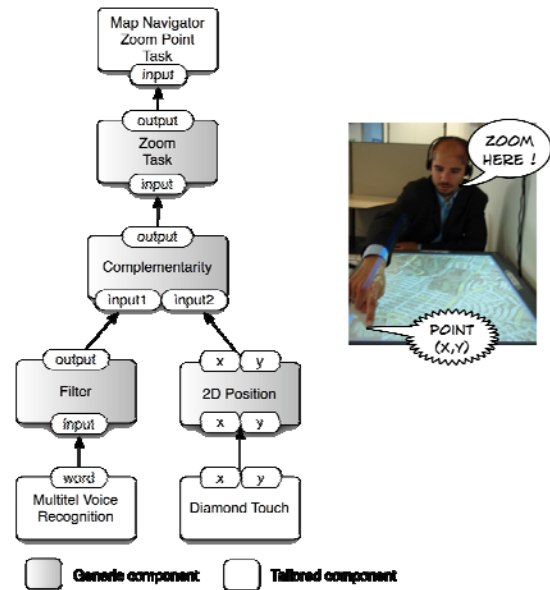 Map Navigator
Zoom Point
Task
input
output
Zoom
Task
input
output
Complementarity
input1 input2
output
Filter
input
x y
2D Position
x y
word
Multitel Voice
Recognition
x y
Diamond Touch
Generic component
Tailored component
ZOOM
HERE !
POINT
(X,Y)